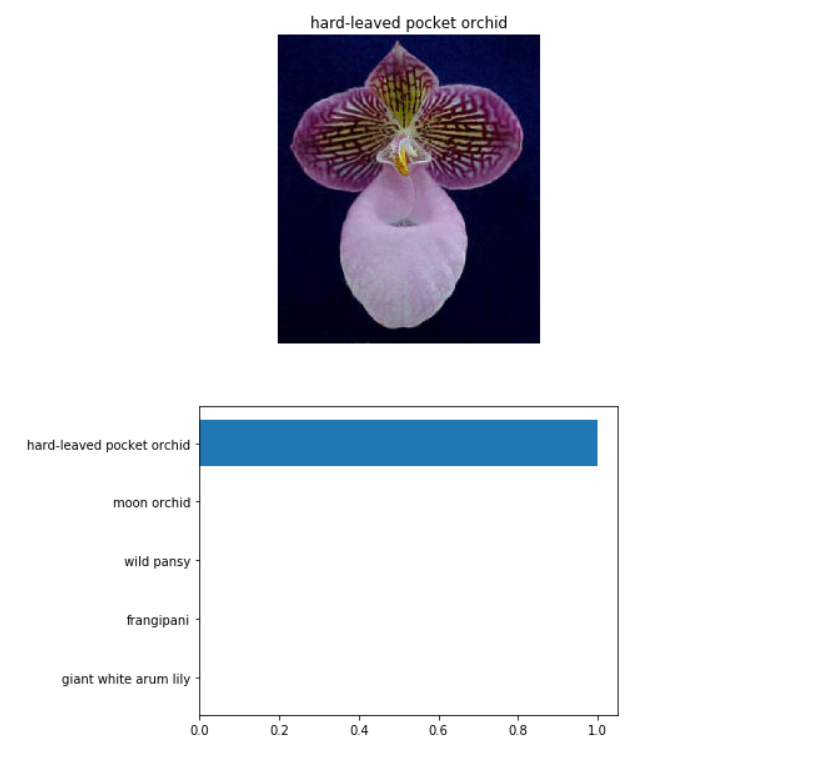 hard-leaved pocket orchid
hard-leaved pocket orchid
moon orchid
wild pansy
frangipani
giant white arum lily
0.0 0.2 0.4 0.6 0.8 1.0